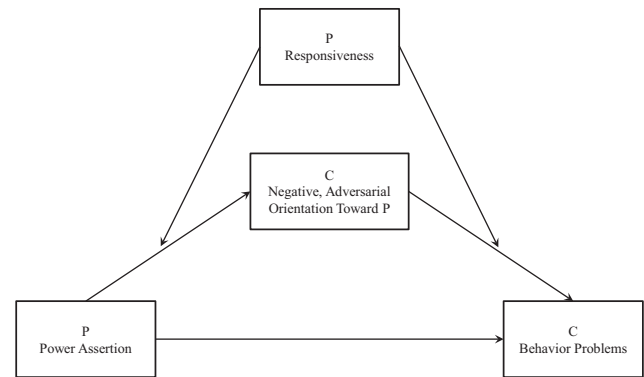 P
Responsiveness
C
Negative, Adversarial
Orientation Toward P
P
Power Assertion
C
Behavior Problems